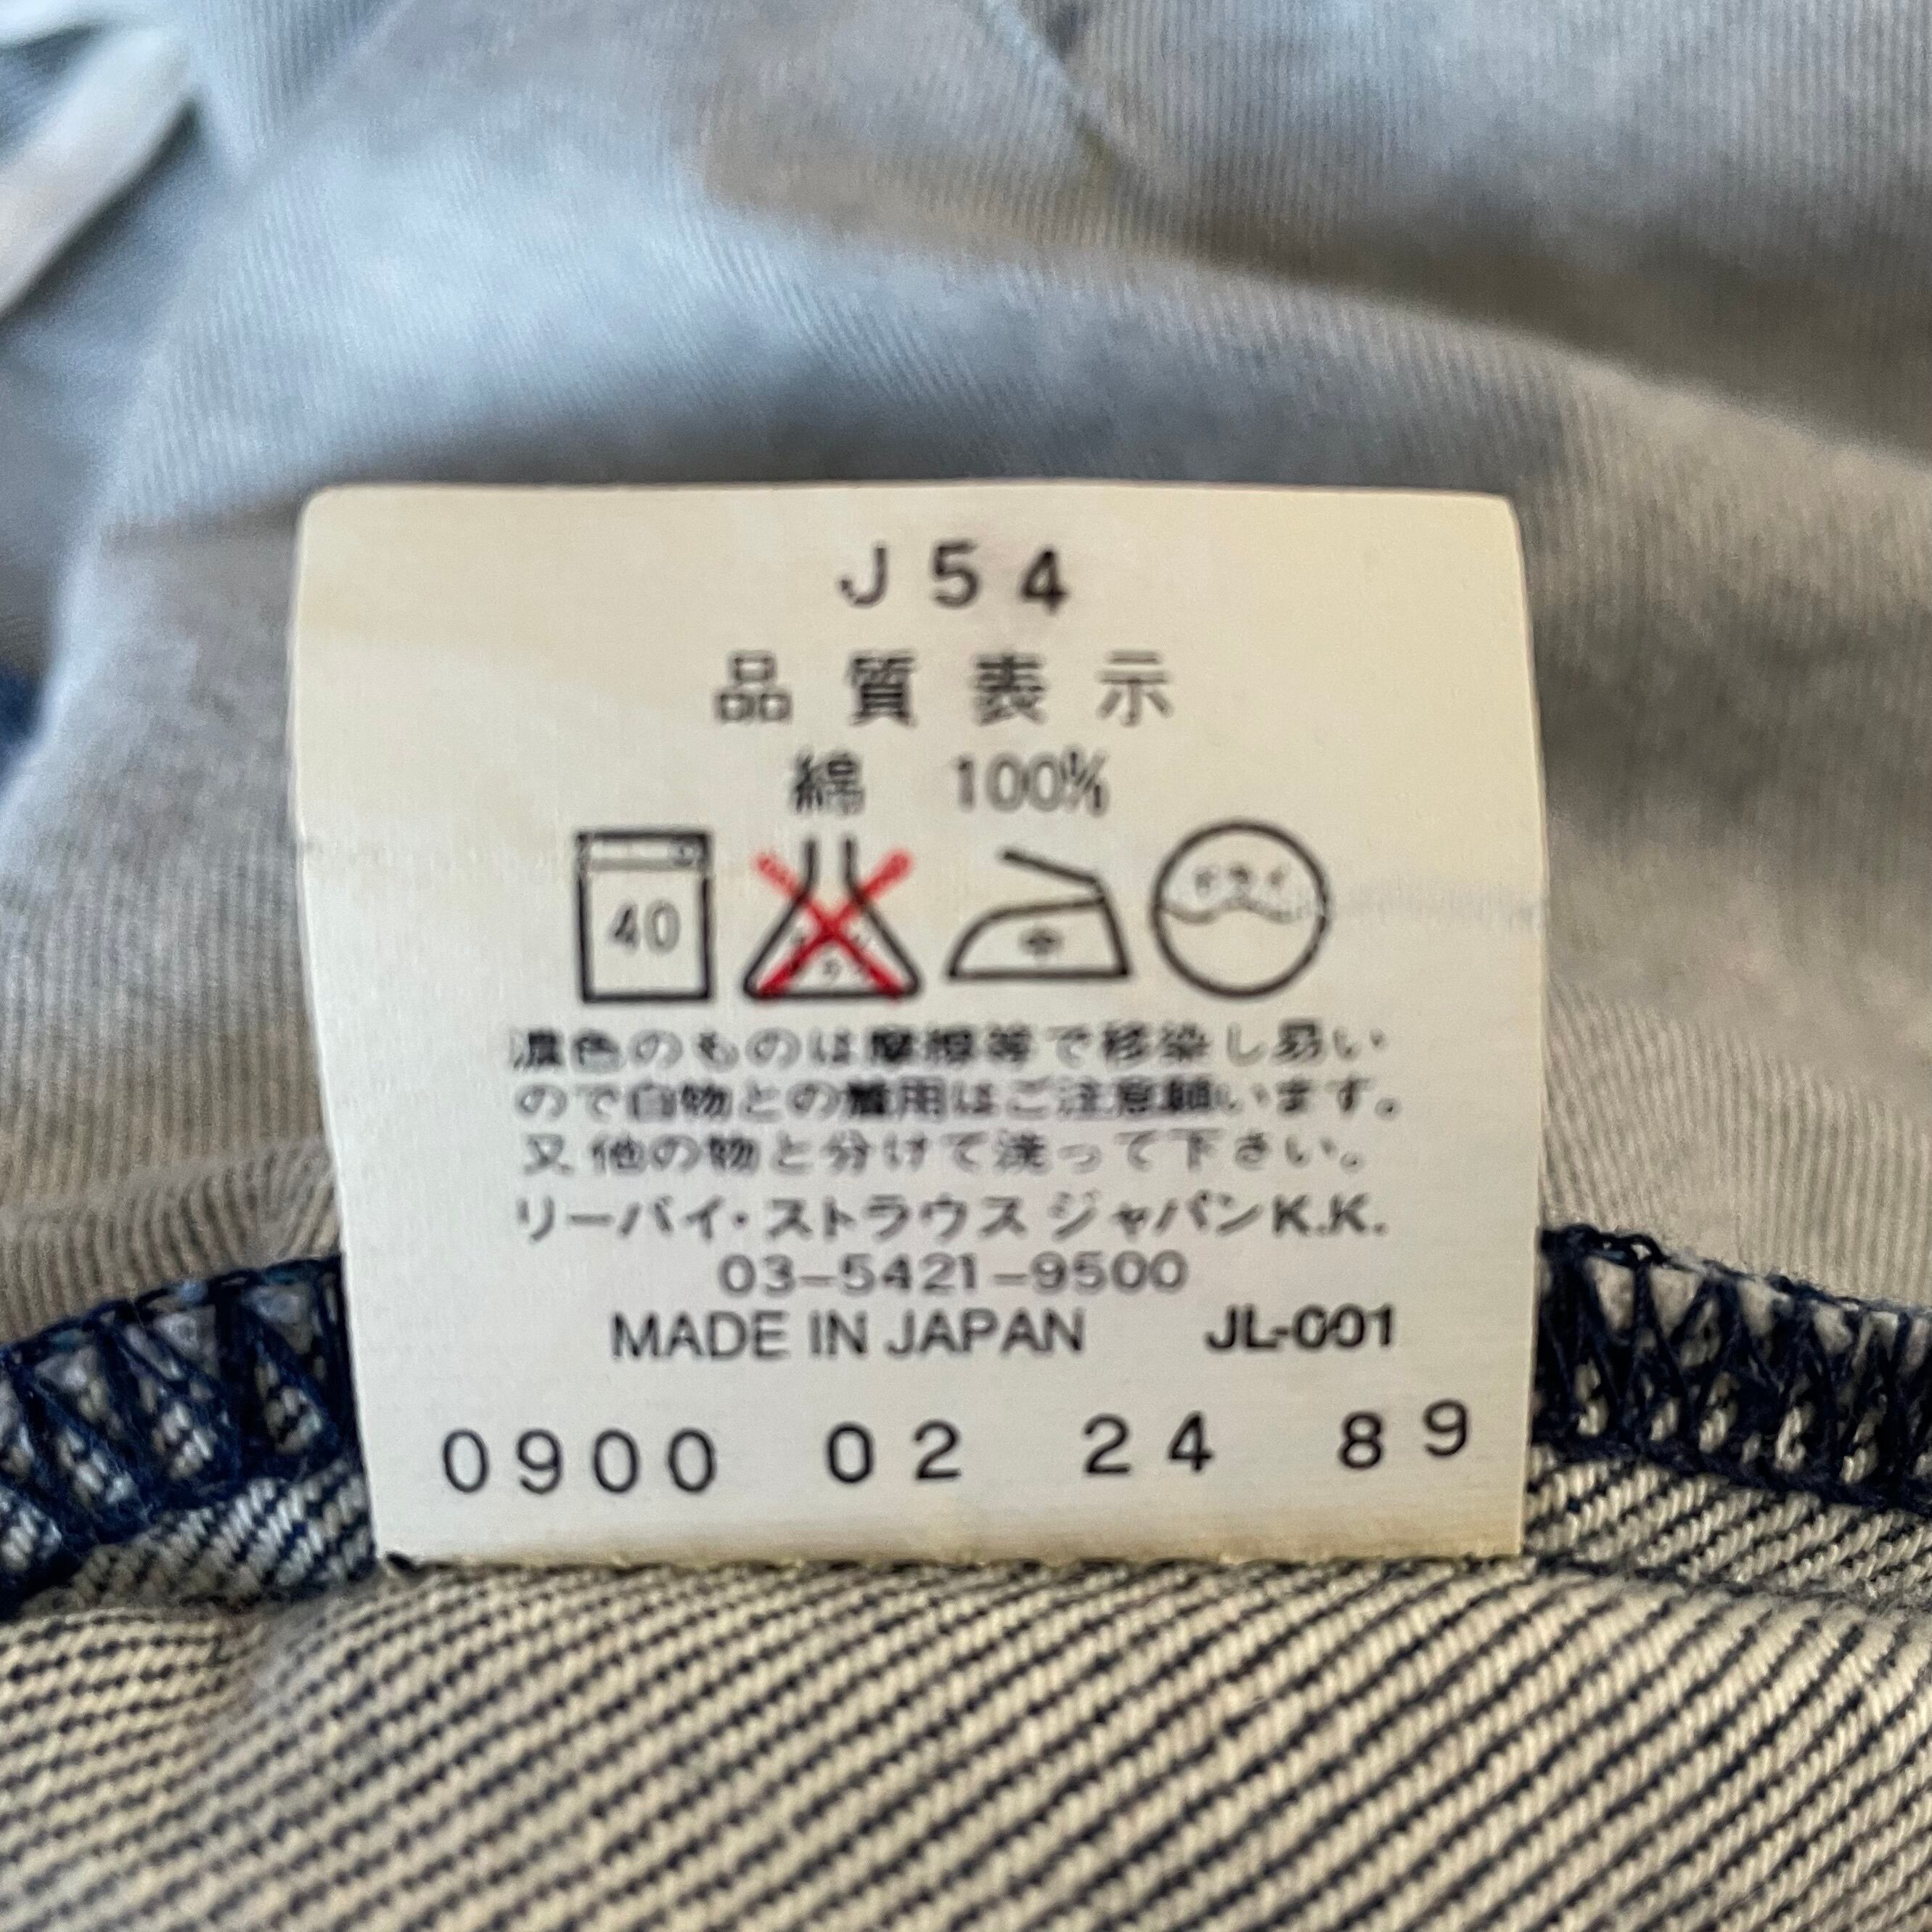 J54
品質表示
綿 100%
40 ドライ
濃色のものは摩擦等で移染し易い
ので白物との着用はご注意願います。
又他の物と分けて洗って下さい。
リーバイ・ストラウス ジャパンK.K.
03-5421-9500
MADE IN JAPAN JL-001
0900 02 24 89